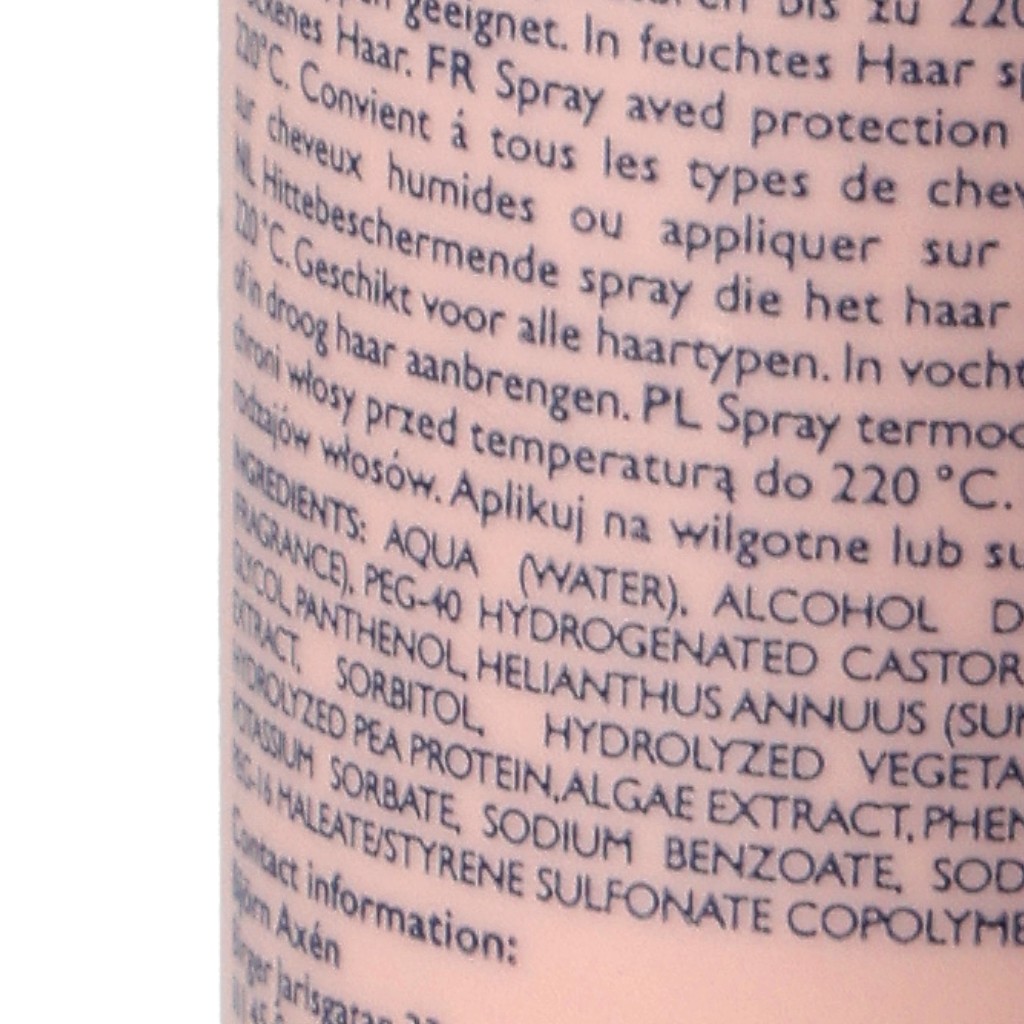 geeignet. In feuchtes Haar
Haar. FR Spray aved protection
220°C. Convient á tous les types de
sur cheveux humides ou appliquer sur
NL Hittebeschermende spray die het haar
220 °C. Geschikt voor alle haartypen. In
of in droog haar aanbrengen. PL Spray
chroni włosy przed temperaturą do 220 °C.
rodzajów włosów. Aplikuj na wilgotne lub
INGREDIENTS: AQUA (WATER), ALCOHOL
FRAGRANCE), PEG-40 HYDROGENATED CASTOR
GLYCOL, PANTHENOL, HELIANTHUS ANNUUS
EXTRACT, SORBITOL, HYDROLYZED
HYDROLYZED PEA PROTEIN, ALGAE EXTRACT,
POTASSIUM SORBATE, SODIUM BENZOATE,
PEG-16 MALEATE/STYRENE SULFONATE
Contact information:
Björn Axén